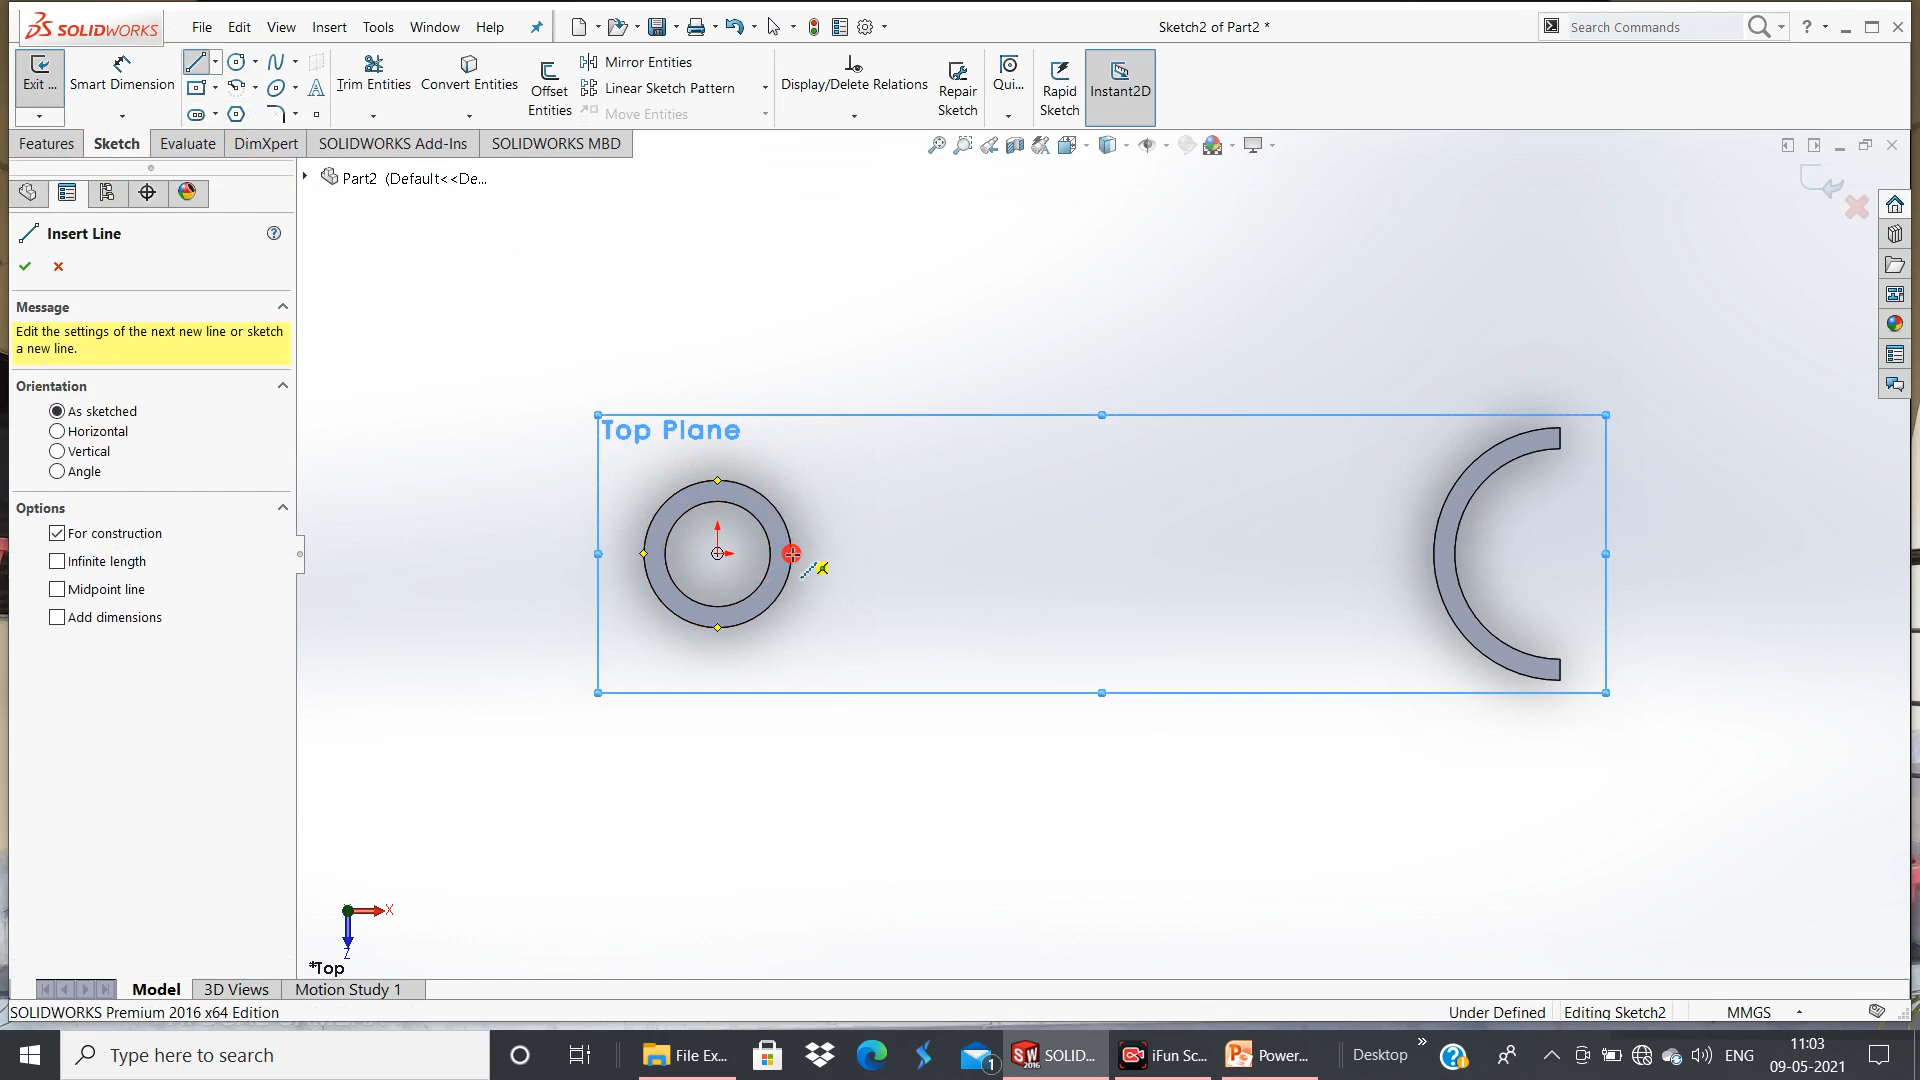 SOLIDWORKS
File Edit View Insert Tools Window Help
Sketch2 of Part2 *
Search Commands
Exit ...
Smart Dimension
Trim Entities
Convert Entities
Offset Entities
Mirror Entities
Linear Sketch Pattern
Move Entities
Display/Delete Relations
Repair Sketch
Qui...
Rapid Sketch
Instant2D
Features Sketch Evaluate DimXpert SOLIDWORKS Add-Ins SOLIDWORKS MBD
Part2 (Default<<De...
Insert Line
Message
Edit the settings of the next new line or sketch
a new line.
Orientation
As sketched
Horizontal
Vertical
Angle
Options
For construction
Infinite length
Midpoint line
Add dimensions
Top Plane
X
Z
*Top
Model 3D Views Motion Study 1
SOLIDWORKS Premium 2016 x64 Edition
Under Defined Editing Sketch2 MMGS
Type here to search
File Ex...
1
SW
2016
SOLID...
iFun Sc...
Power...
Desktop
ENG
11:03
09-05-2021